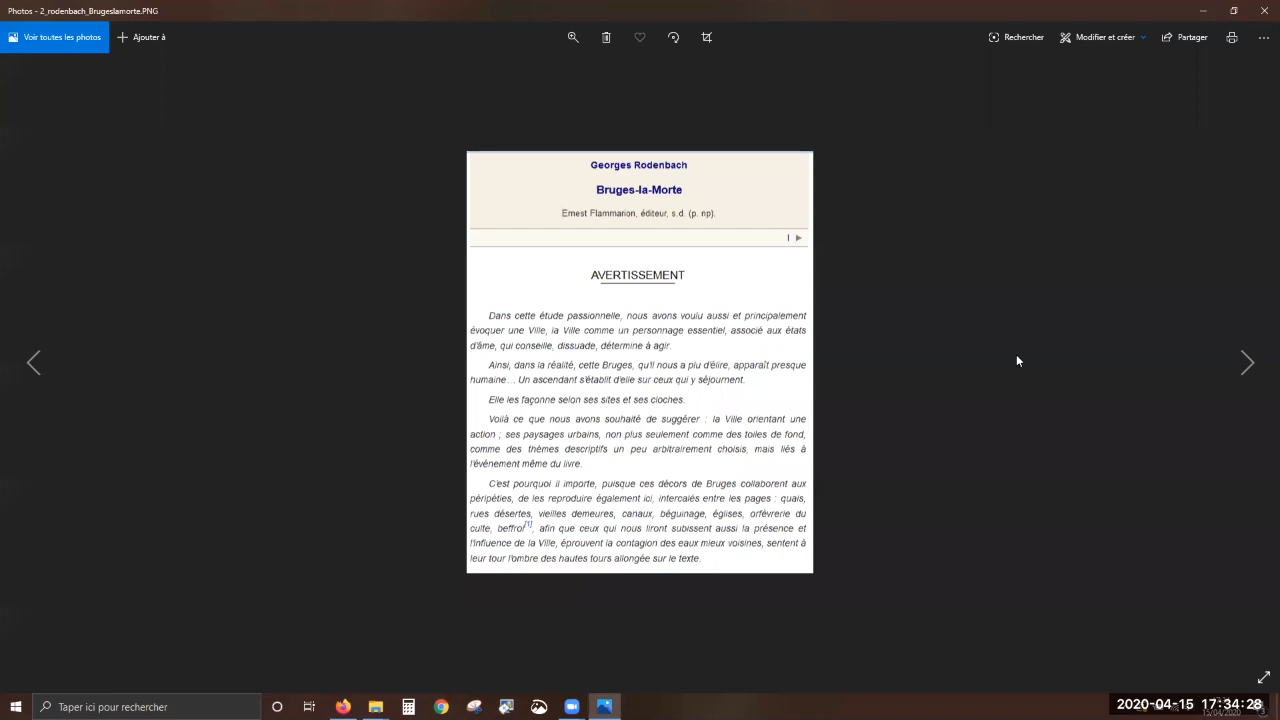 Photos - 2_rodenbach_Brugeslamorte.PNG
Voir toutes les photos
Ajouter à
Rechercher
Modifier et créer
Partager
Georges Rodenbach
Bruges-la-Morte
Ernest Flammarion, éditeur, s.d. (p. np).
I ▶
AVERTISSEMENT
Dans cette étude passionnelle, nous avons voulu aussi et principalement
évoquer une Ville, la Ville comme un personnage essentiel, associé aux états
d'âme, qui conseille, dissuade, détermine à agir.
Ainsi, dans la réalité, cette Bruges, qu'il nous a plu d'élire, apparaît presque
humaine… Un ascendant s'établit d'elle sur ceux qui y séjournent.
Elle les façonne selon ses sites et ses cloches.
Voilà ce que nous avons souhaité de suggérer : la Ville orientant une
action ; ses paysages urbains, non plus seulement comme des toiles de fond,
comme des thèmes descriptifs un peu arbitrairement choisis, mais liés à
l'événement même du livre.
C'est pourquoi il importe, puisque ces décors de Bruges collaborent aux
péripéties, de les reproduire également ici, intercalés entre les pages : quais,
rues désertes, vieilles demeures, canaux, béguinage, églises, orfèvrerie du
culte, beffroi[1], afin que ceux qui nous liront subissent aussi la présence et
l'influence de la Ville, éprouvent la contagion des eaux mieux voisines, sentent à
leur tour l'ombre des hautes tours allongée sur le texte.
Taper ici pour rechercher
2020-04-15 17:34:28
15/04/2020